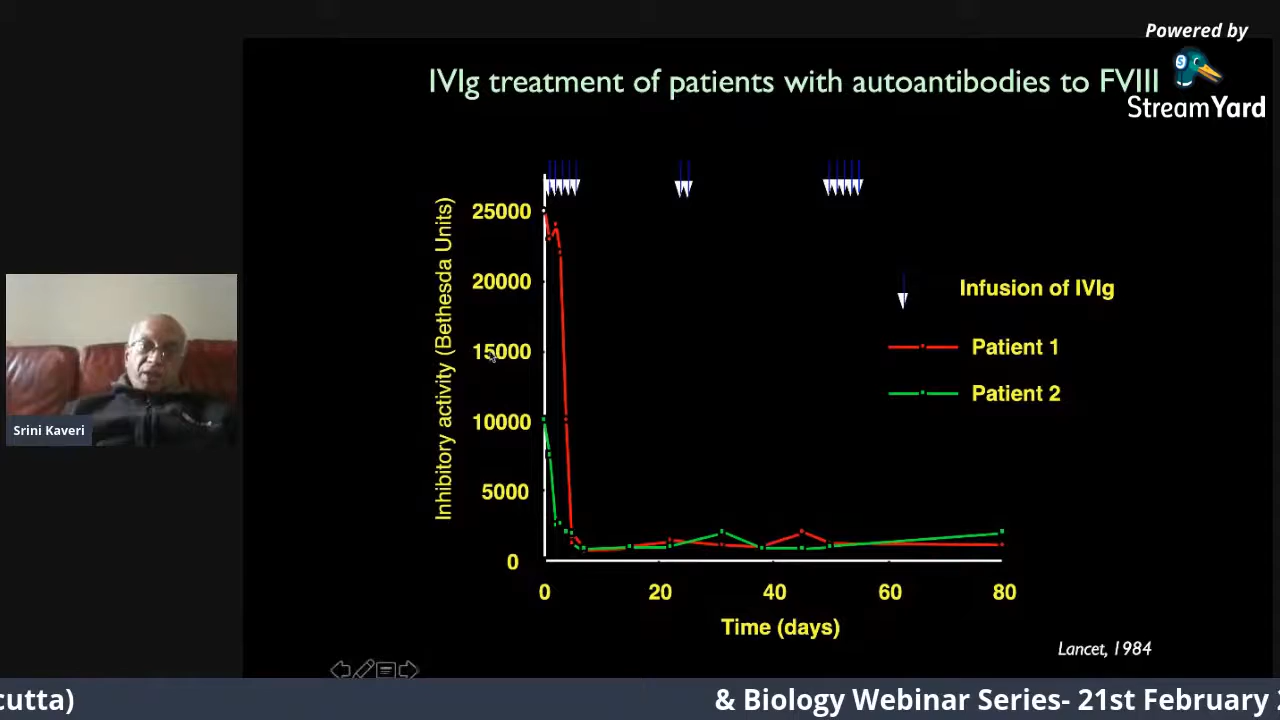 Powered by
StreamYard
IVIg treatment of patients with autoantibodies to FVIII
Inhibitory activity (Bethesda Units)
25000
20000
15000
10000
5000
0
0 20 40 60 80
Time (days)
Infusion of IVIg
Patient 1
Patient 2
Lancet, 1984
Srini Kaveri
cutta) & Biology Webinar Series- 21st February